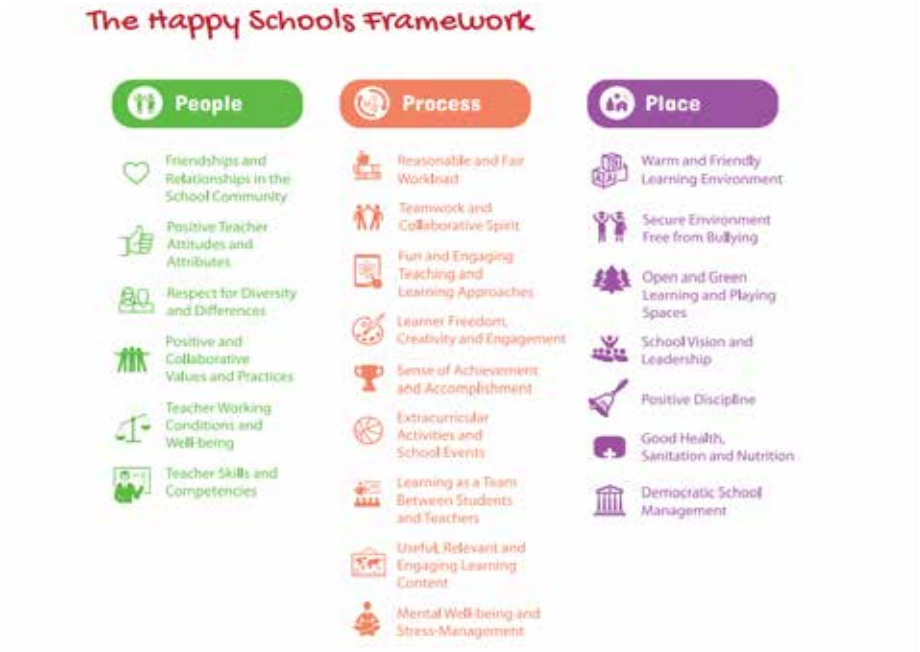 The Happy Schools Framework
People
Friendships and
Relationships in the
School Community
Positive Teacher
Attitudes and
Attributes
Respect for Diversity
and Differences
Positive and
Collaborative
Values and Practices
Teacher Working
Conditions and
Well-being
Teacher Skills and
Competencies
Process
Reasonable and Fair
Workload
Teamwork and
Collaborative Spirit
Fun and Engaging
Teaching and
Learning Approaches
Learner Freedom,
Creativity and Engagement
Sense of Achievement
and Accomplishment
Extracurricular
Activities and
School Events
Learning as a Team
Between Students
and Teachers
Useful, Relevant and
Engaging Learning
Content
Mental Well-being and
Stress-Management
Place
Warm and Friendly
Learning Environment
Secure Environment
Free from Bullying
Open and Green
Learning and Playing
Spaces
School Vision and
Leadership
Positive Discipline
Good Health,
Sanitation and Nutrition
Democratic School
Management